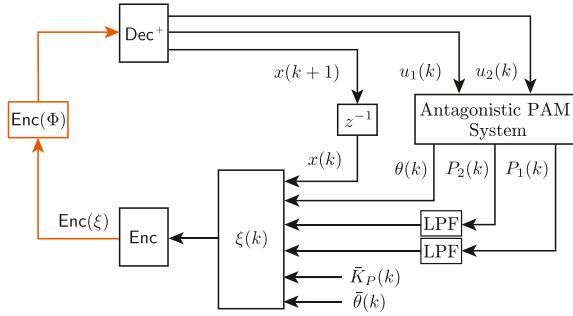 Dec⁺
x(k+1)
u₁(k)
u₂(k)
Enc(Φ)
z⁻¹
Antagonistic PAM
System
x(k)
θ(k)
P₂(k)
P₁(k)
Enc(ξ)
Enc
ξ(k)
LPF
LPF
K̄_P(k)
θ̄(k)